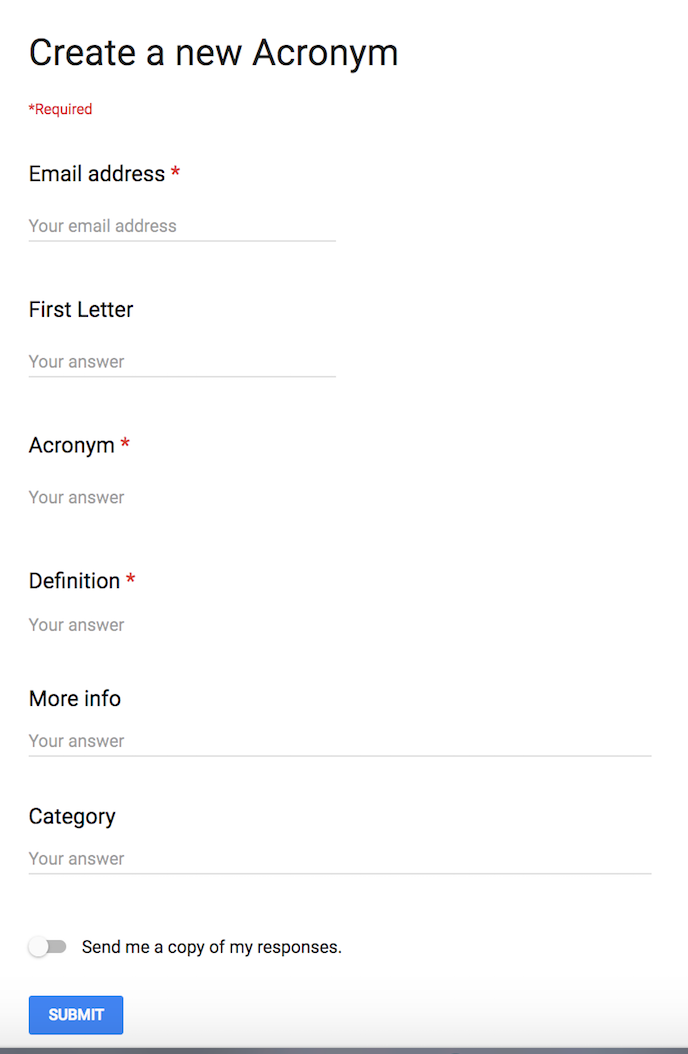 Create a new Acronym
*Required
Email address *
Your email address
First Letter
Your answer
Acronym *
Your answer
Definition *
Your answer
More info
Your answer
Category
Your answer
Send me a copy of my responses.
SUBMIT